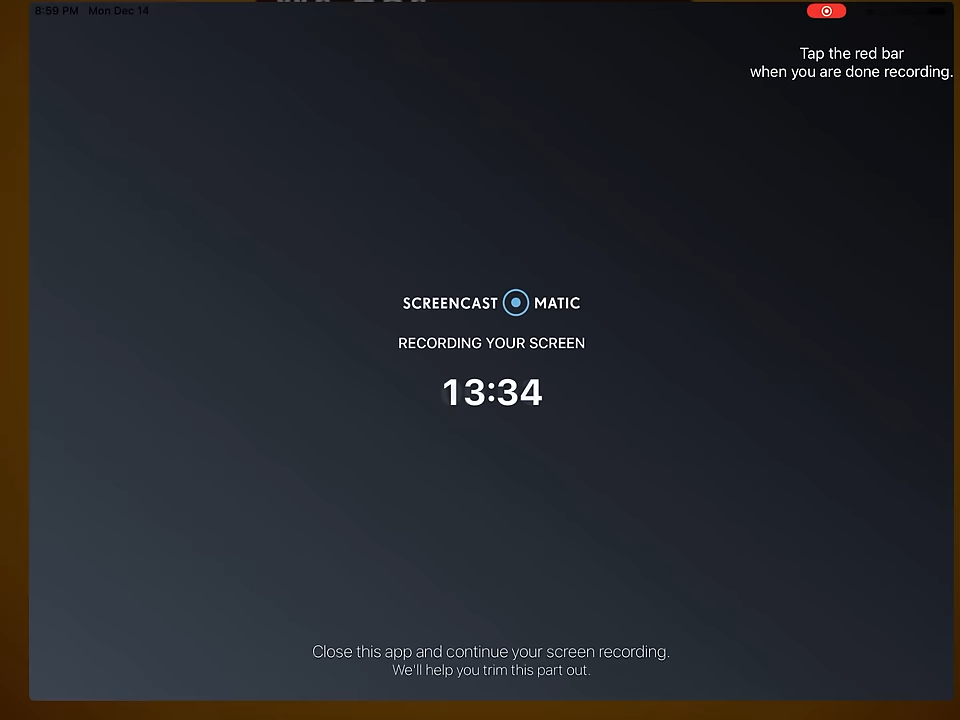 8:59 PM Mon Dec 14
Tap the red bar
when you are done recording.
SCREENCAST MATIC
RECORDING YOUR SCREEN
13:34
Close this app and continue your screen recording.
We'll help you trim this part out.